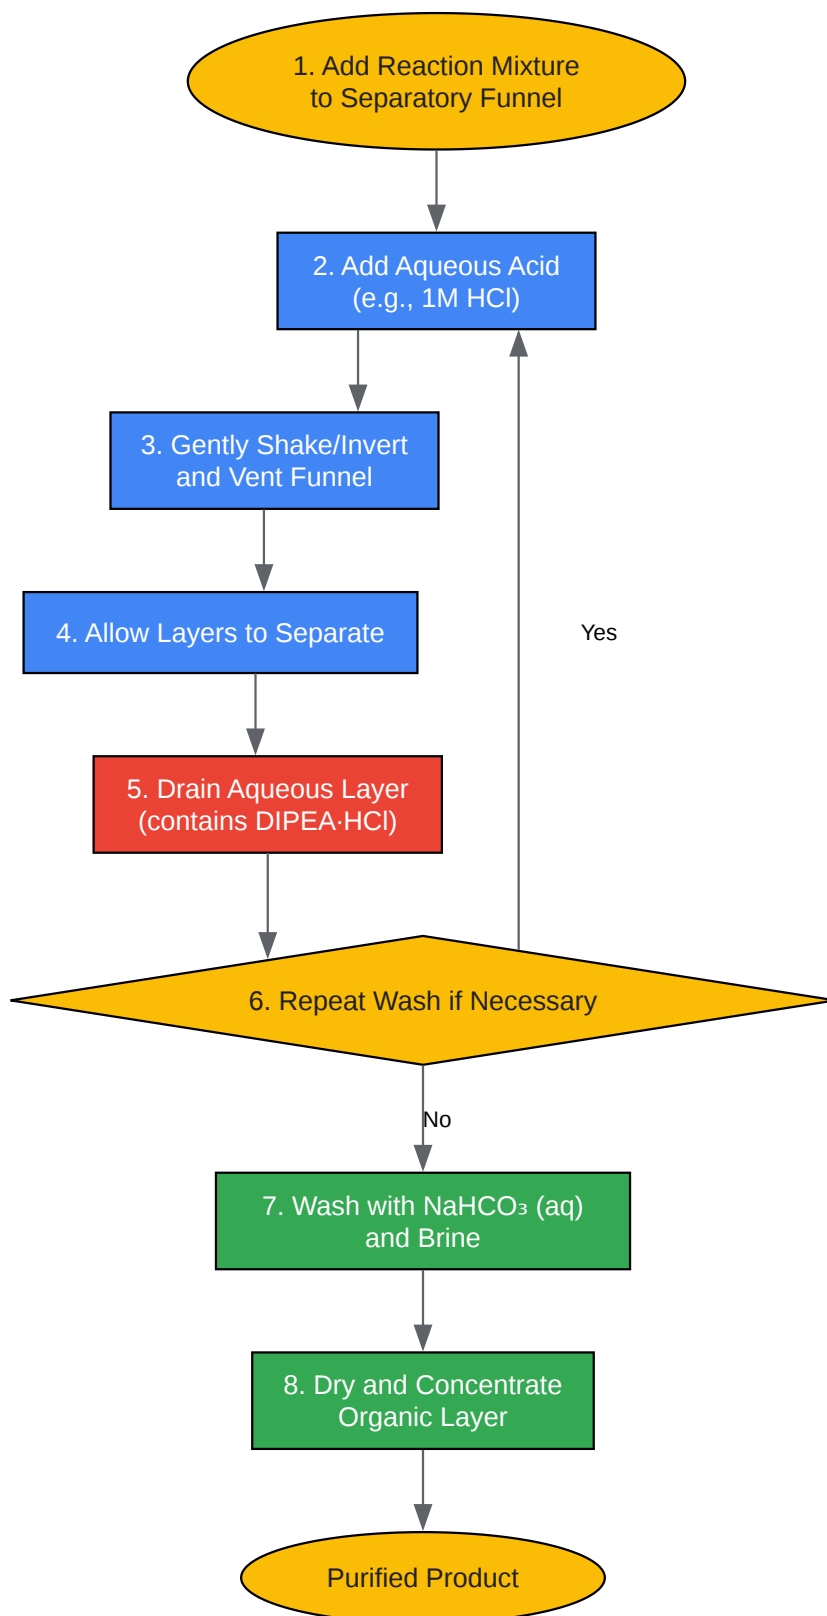 1. Add Reaction Mixture
to Separatory Funnel
2. Add Aqueous Acid
(e.g., 1M HCl)
3. Gently Shake/Invert
and Vent Funnel
4. Allow Layers to Separate
Yes
5. Drain Aqueous Layer
(contains DIPEA·HCl)
6. Repeat Wash if Necessary
No
7. Wash with NaHCO₃ (aq)
and Brine
8. Dry and Concentrate
Organic Layer
Purified Product